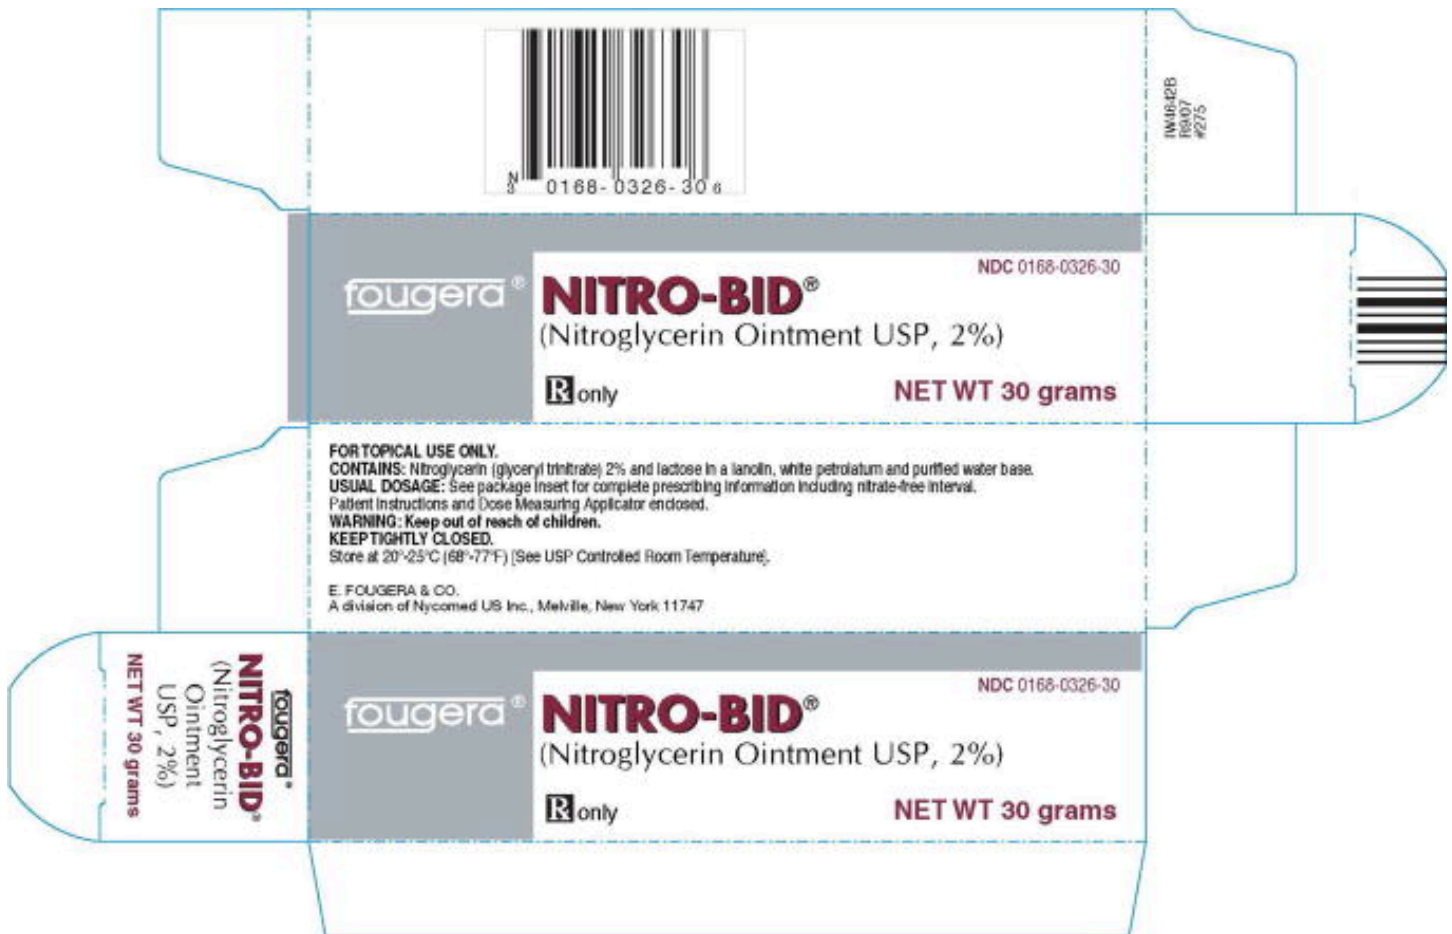 N
3 0168-0326-30 6
IW4642B
R9/07
#275
fougera®
NDC 0168-0326-30
NITRO-BID®
(Nitroglycerin Ointment USP, 2%)
Rx only
NET WT 30 grams
FOR TOPICAL USE ONLY.
CONTAINS: Nitroglycerin (glyceryl trinitrate) 2% and lactose in a lanolin, white petrolatum and purified water base.
USUAL DOSAGE: See package insert for complete prescribing information including nitrate-free interval.
Patient Instructions and Dose Measuring Applicator enclosed.
WARNING: Keep out of reach of children.
KEEP TIGHTLY CLOSED.
Store at 20°-25°C (68°-77°F) [See USP Controlled Room Temperature].
E. FOUGERA & CO.
A division of Nycomed US Inc., Melville, New York 11747
fougera®
NITRO-BID®
(Nitroglycerin
Ointment
USP, 2%)
NET WT 30 grams
fougera®
NDC 0168-0326-30
NITRO-BID®
(Nitroglycerin Ointment USP, 2%)
Rx only
NET WT 30 grams